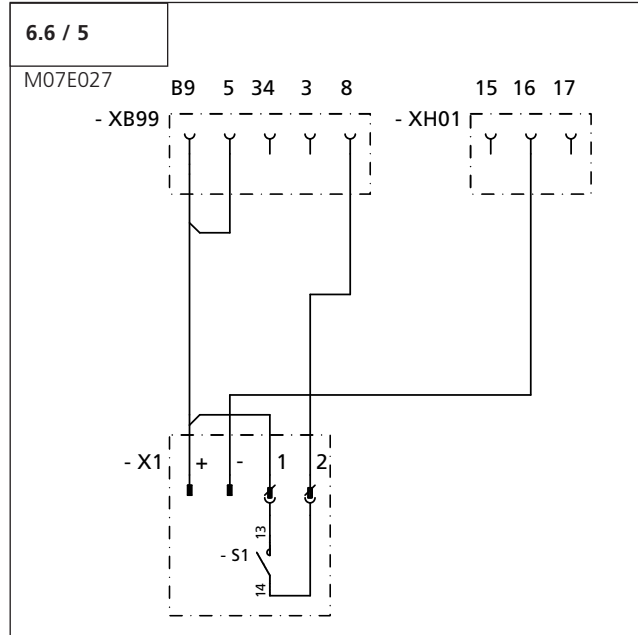 6.6 / 5
M07E027
B9 5 34 3 8
15 16 17
- XB99
- XH01
- X1 + - 1 2
13
- S1
14